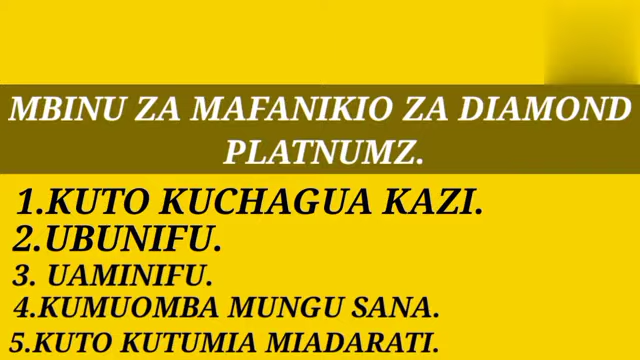 MBINU ZA MAFANIKIO ZA DIAMOND
PLATNUMZ.
1.KUTO KUCHAGUA KAZI.
2.UBUNIFU.
3. UAMINIFU.
4.KUMUOMBA MUNGU SANA.
5.KUTO KUTUMIA MIADARATI.